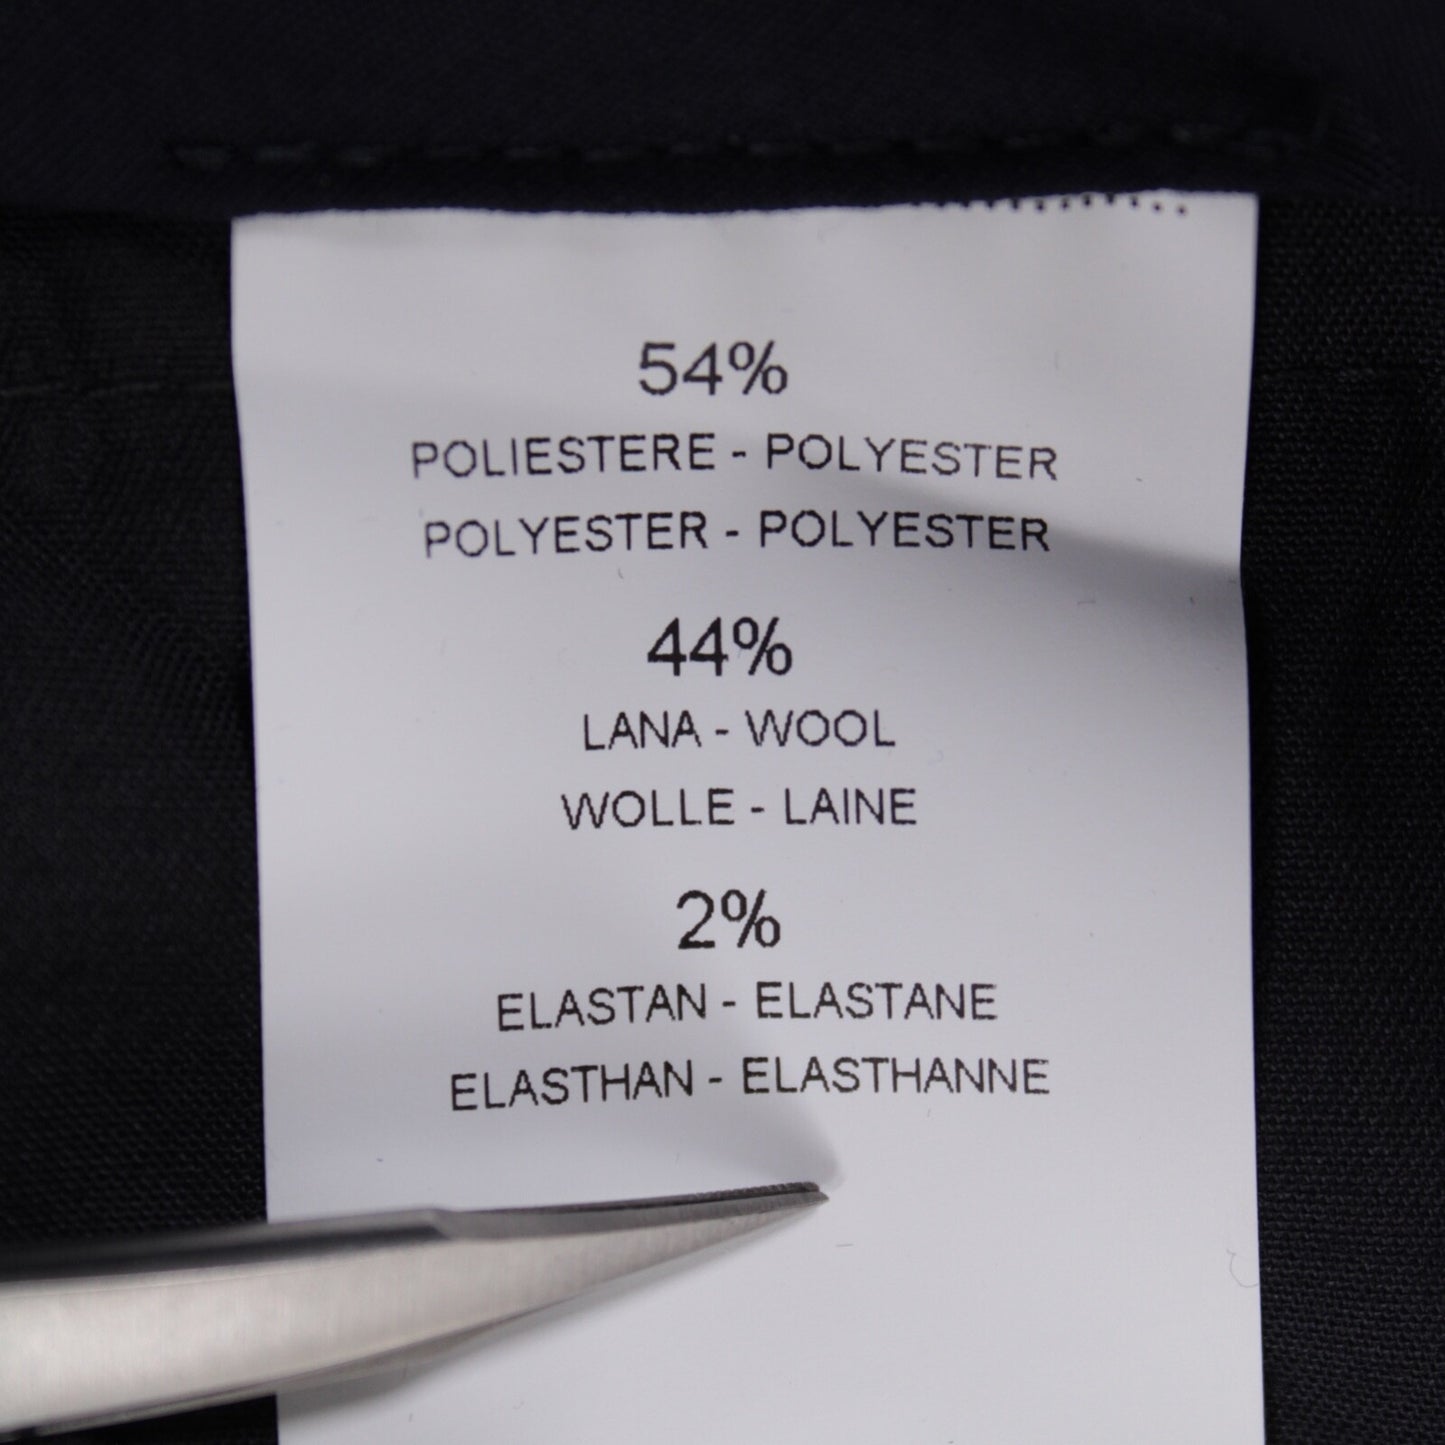 54%
POLIESTERE - POLYESTER
POLYESTER - POLYESTER
44%
LANA - WOOL
WOLLE - LAINE
2%
ELASTAN - ELASTANE
ELASTHAN - ELASTHANNE